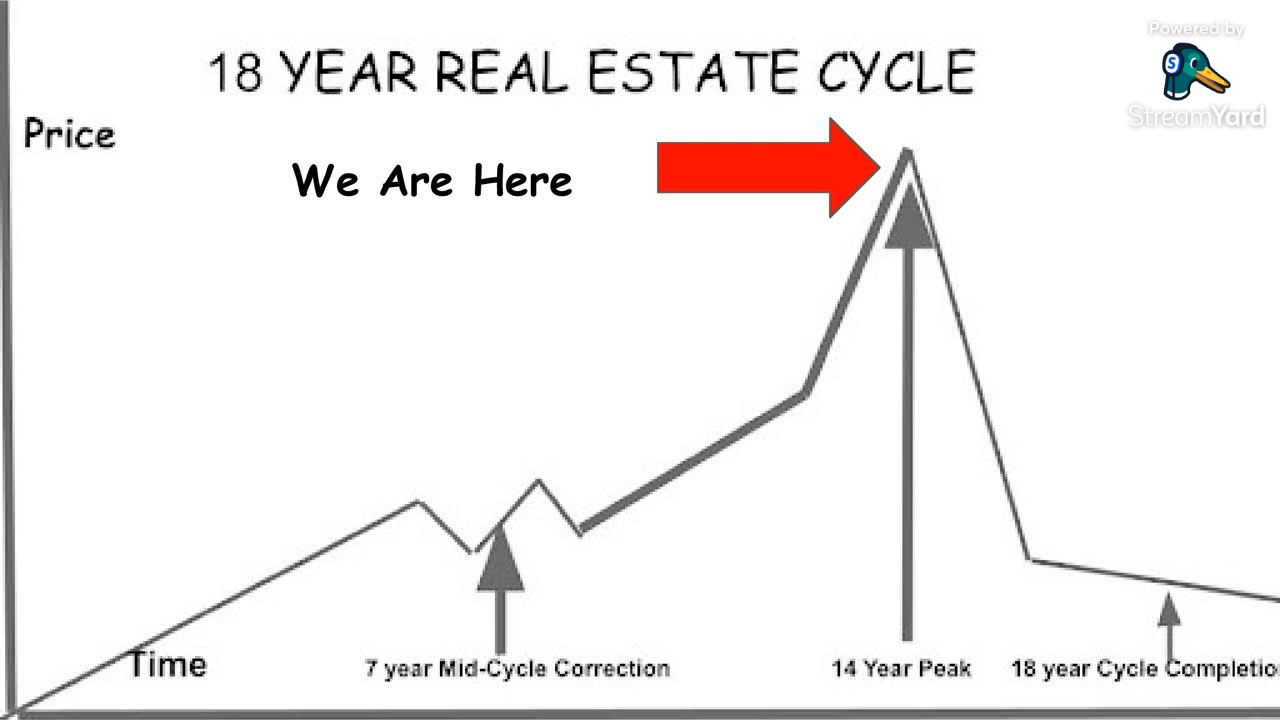 Powered by
S
StreamYard
18 YEAR REAL ESTATE CYCLE
Price
We Are Here
Time
7 year Mid-Cycle Correction
14 Year Peak
18 year Cycle Completio